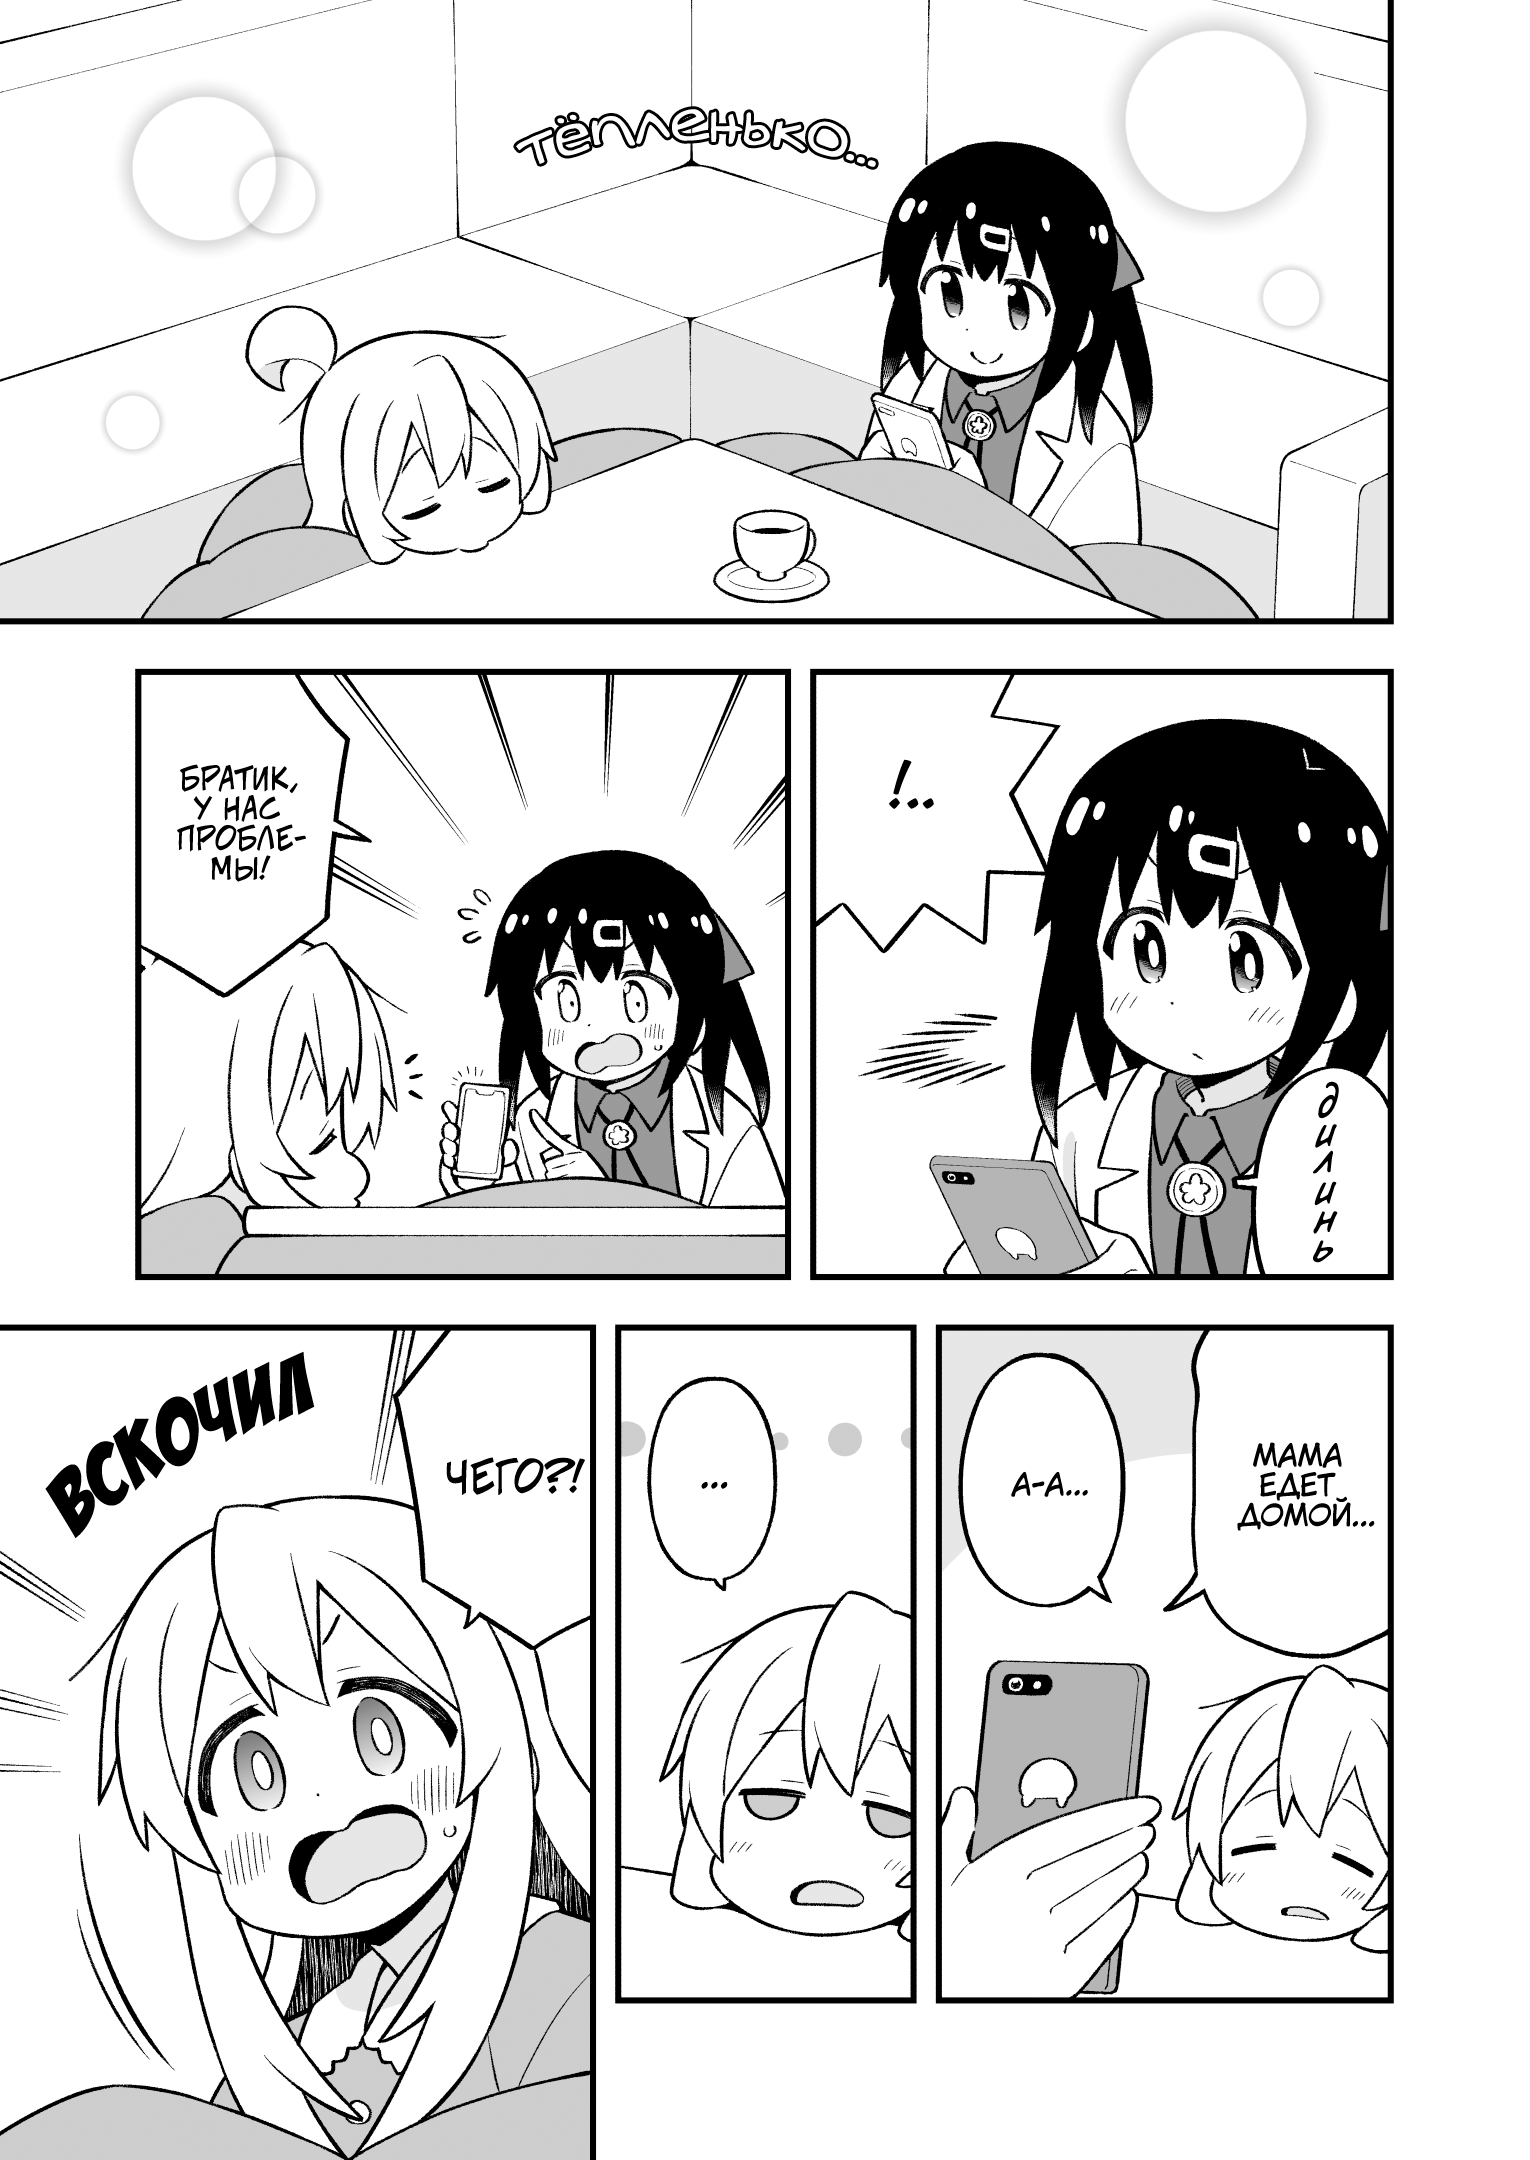 тёпленько...
!..
дилинь
БРАТИК,
У НАС
ПРОБЛЕ-
МЫ!
МАМА
ЕДЕТ
ДОМОЙ...
А-А...
...
ЧЕГО?!
ВСКОЧИЛ